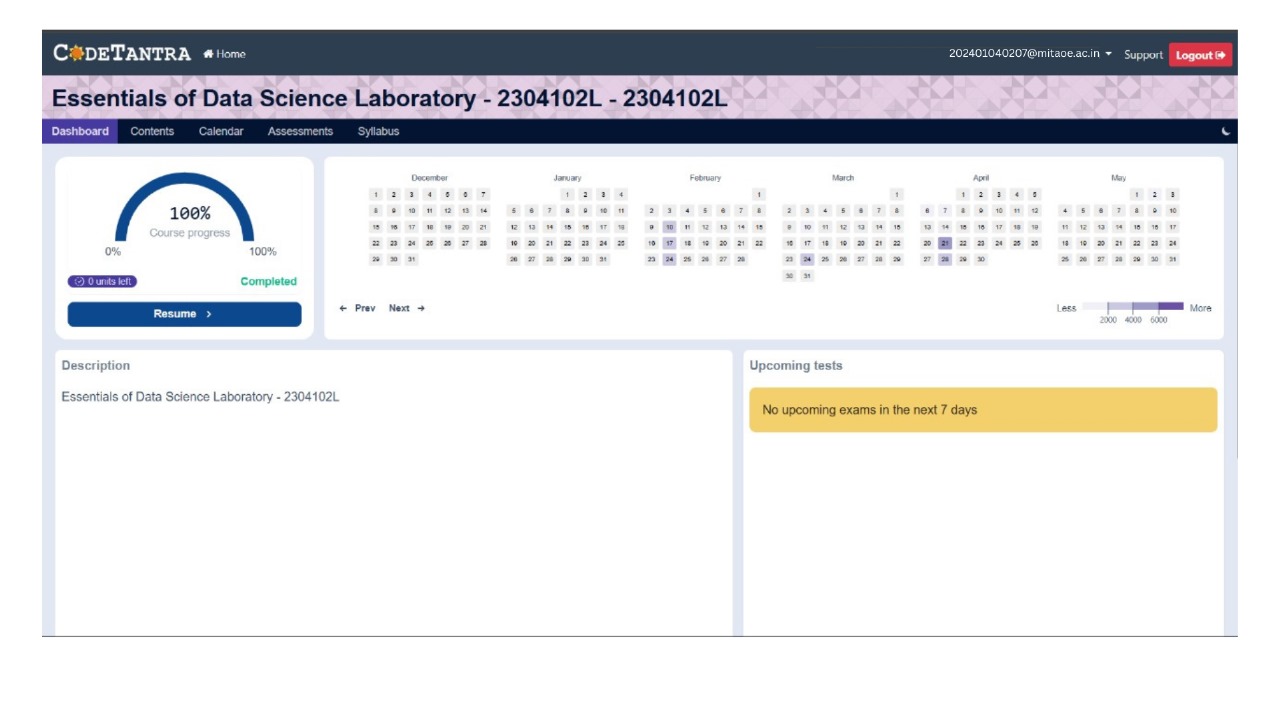 CODETANTRA Home 202401040207@mitaoe.ac.in Support Logout
Essentials of Data Science Laboratory - 2304102L - 2304102L
Dashboard Contents Calendar Assessments Syllabus
100%
Course progress
0% 100%
0 units left Completed
Resume
December
1 2 3 4 5 6 7
8 9 10 11 12 13 14
15 16 17 18 19 20 21
22 23 24 25 26 27 28
29 30 31
January
1 2 3 4
5 6 7 8 9 10 11
12 13 14 15 16 17 18
19 20 21 22 23 24 25
26 27 28 29 30 31
February
1
2 3 4 5 6 7 8
9 10 11 12 13 14 15
16 17 18 19 20 21 22
23 24 25 26 27 28
March
1
2 3 4 5 6 7 8
9 10 11 12 13 14 15
16 17 18 19 20 21 22
23 24 25 26 27 28 29
30 31
April
1 2 3 4 5
6 7 8 9 10 11 12
13 14 15 16 17 18 19
20 21 22 23 24 25 26
27 28 29 30
May
1 2 3
4 5 6 7 8 9 10
11 12 13 14 15 16 17
18 19 20 21 22 23 24
25 26 27 28 29 30 31
← Prev Next →
Less More
2000 4000 6000
Description
Essentials of Data Science Laboratory - 2304102L
Upcoming tests
No upcoming exams in the next 7 days